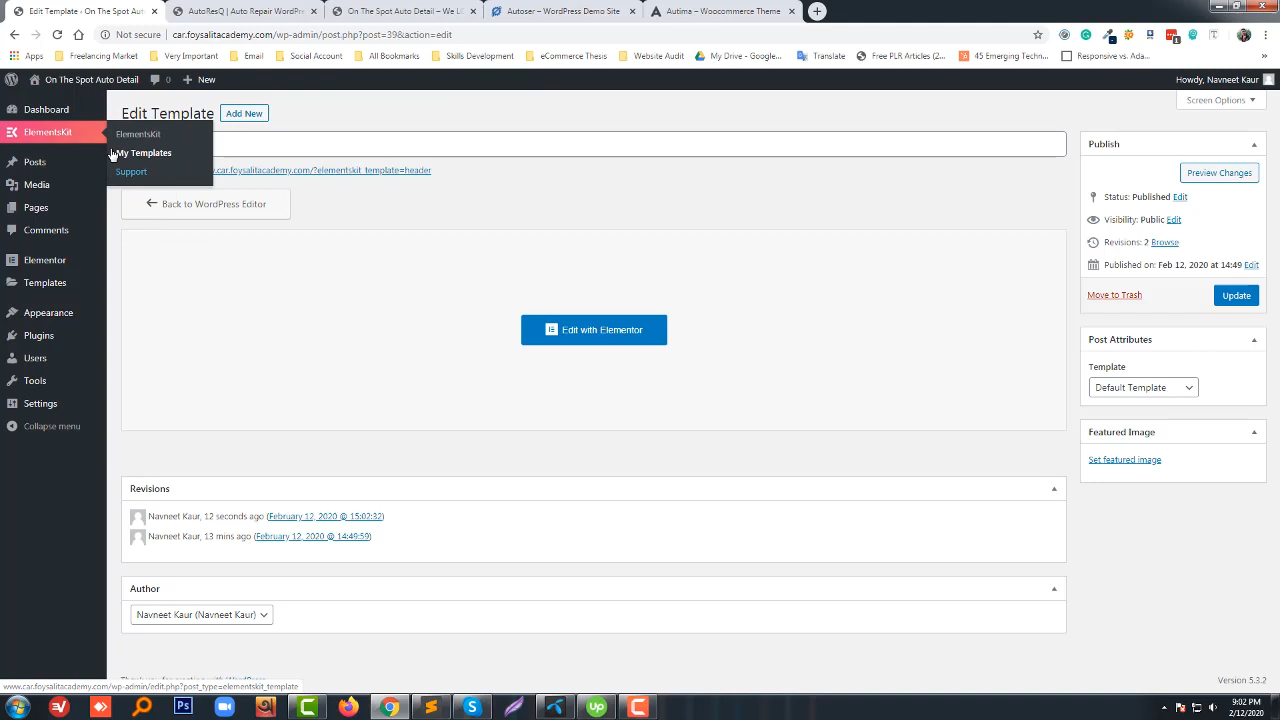 Edit Template ‹ On The Spot Auto
AutoResQ | Auto Repair WordPre
On The Spot Auto Detail – We L
Autoser – WordPress Demo Site
Autima – Woocommerce Theme
Not secure | car.foysalitacademy.com/wp-admin/post.php?post=39&action=edit
Apps Freelancing Market Very Important Email Social Account All Bookmarks Skills Development eCommerce Thesis Website Audit My Drive - Google... Translate Free PLR Articles (2... 45 Emerging Tech... Responsive vs. Ada...
On The Spot Auto Detail 0 New Howdy, Navneet Kaur
Screen Options
Dashboard
ElementsKit
Posts
Media
Pages
Comments
Elementor
Templates
Appearance
Plugins
Users
Tools
Settings
Collapse menu
ElementsKit
My Templates
Support
Edit Template Add New
.car.foysalitacademy.com/?elementskit_template=header
Back to WordPress Editor
Edit with Elementor
Revisions
Navneet Kaur, 12 seconds ago (February 12, 2020 @ 15:02:32)
Navneet Kaur, 13 mins ago (February 12, 2020 @ 14:49:59)
Author
Navneet Kaur (Navneet Kaur)
Publish
Preview Changes
Status: Published Edit
Visibility: Public Edit
Revisions: 2 Browse
Published on: Feb 12, 2020 at 14:49 Edit
Move to Trash Update
Post Attributes
Template
Default Template
Featured Image
Set featured image
Version 5.3.2
www.car.foysalitacademy.com/wp-admin/edit.php?post_type=elementskit_template
9:02 PM
2/12/2020